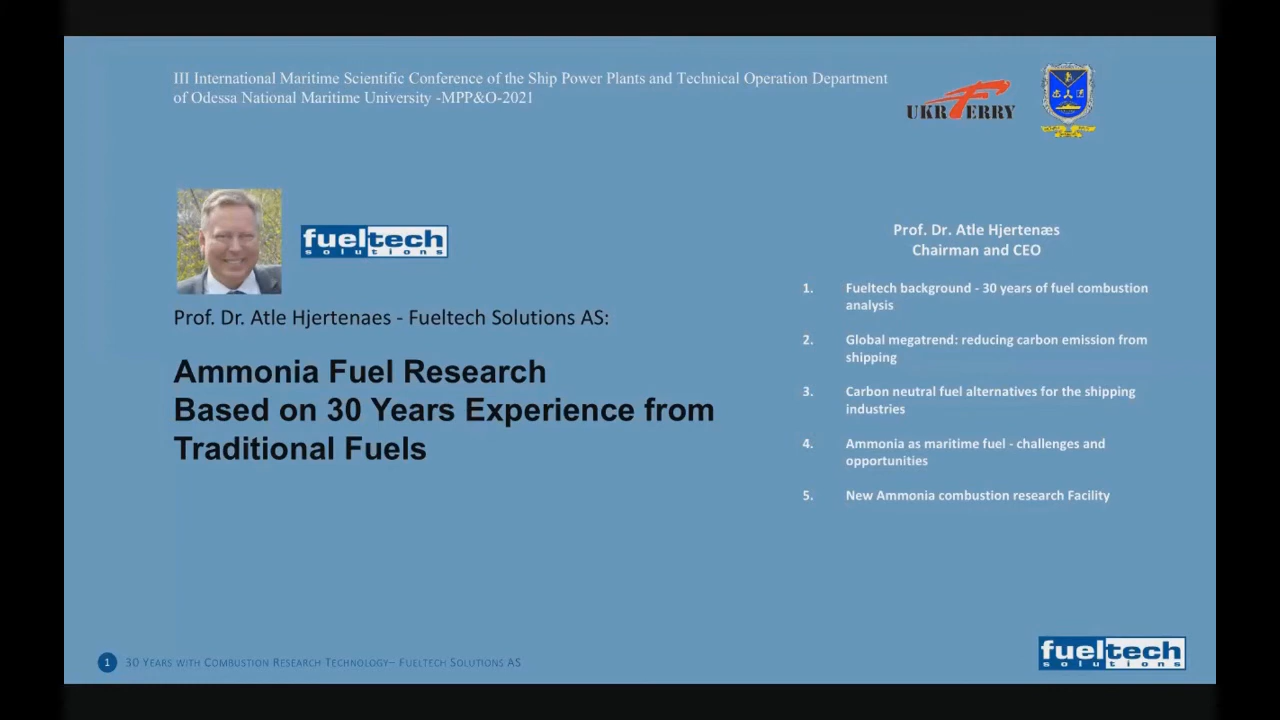 III International Maritime Scientific Conference of the Ship Power Plants and Technical Operation Department
of Odessa National Maritime University -MPP&O-2021
UKRFERRY
fueltech
solutions
Prof. Dr. Atle Hjertenaes - Fueltech Solutions AS:
Ammonia Fuel Research
Based on 30 Years Experience from
Traditional Fuels
Prof. Dr. Atle Hjertenæs
Chairman and CEO
1. Fueltech background - 30 years of fuel combustion
analysis
2. Global megatrend: reducing carbon emission from
shipping
3. Carbon neutral fuel alternatives for the shipping
industries
4. Ammonia as maritime fuel - challenges and
opportunities
5. New Ammonia combustion research Facility
1 30 YEARS WITH COMBUSTION RESEARCH TECHNOLOGY– FUELTECH SOLUTIONS AS
fueltech
solutions